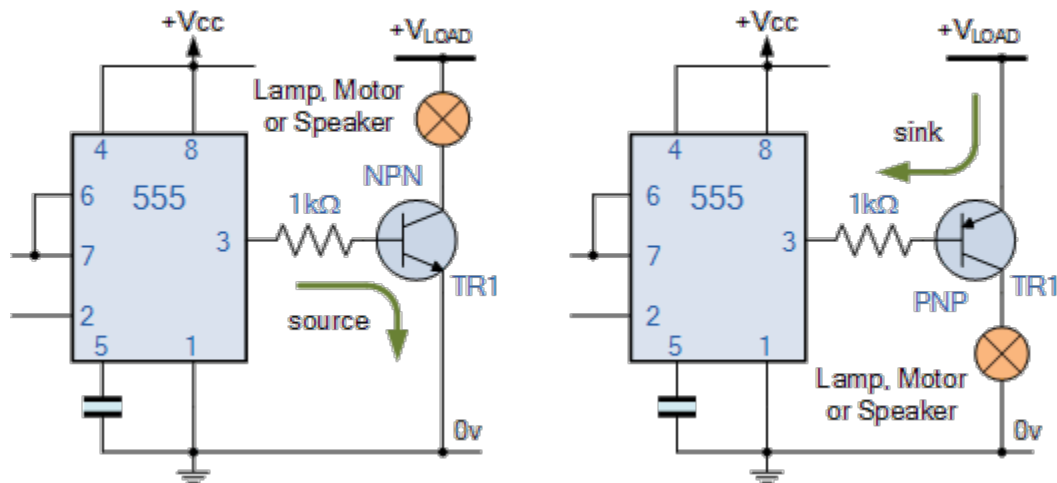 +Vcc
+VLOAD
Lamp, Motor
or Speaker
4
8
NPN
6
555
1kΩ
3
7
TR1
source
2
5
1
0v
+Vcc
+VLOAD
sink
4
8
6
555
1kΩ
3
7
PNP
TR1
2
5
1
Lamp, Motor
or Speaker
0v